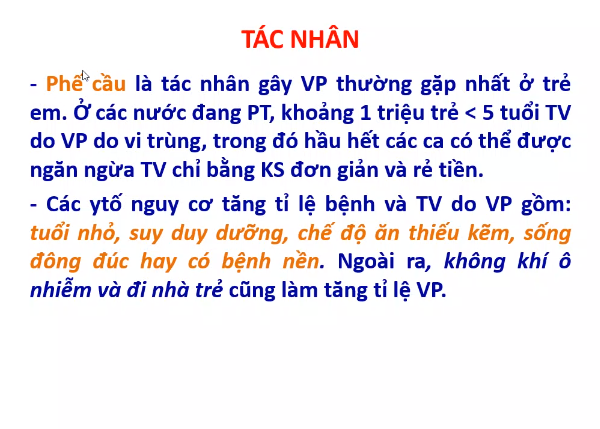 TÁC NHÂN
- Phế cầu là tác nhân gây VP thường gặp nhất ở trẻ
em. Ở các nước đang PT, khoảng 1 triệu trẻ < 5 tuổi TV
do VP do vi trùng, trong đó hầu hết các ca có thể được
ngăn ngừa TV chỉ bằng KS đơn giản và rẻ tiền.
- Các ytố nguy cơ tăng tỉ lệ bệnh và TV do VP gồm:
tuổi nhỏ, suy duy dưỡng, chế độ ăn thiếu kẽm, sống
đông đúc hay có bệnh nền. Ngoài ra, không khí ô
nhiễm và đi nhà trẻ cũng làm tăng tỉ lệ VP.